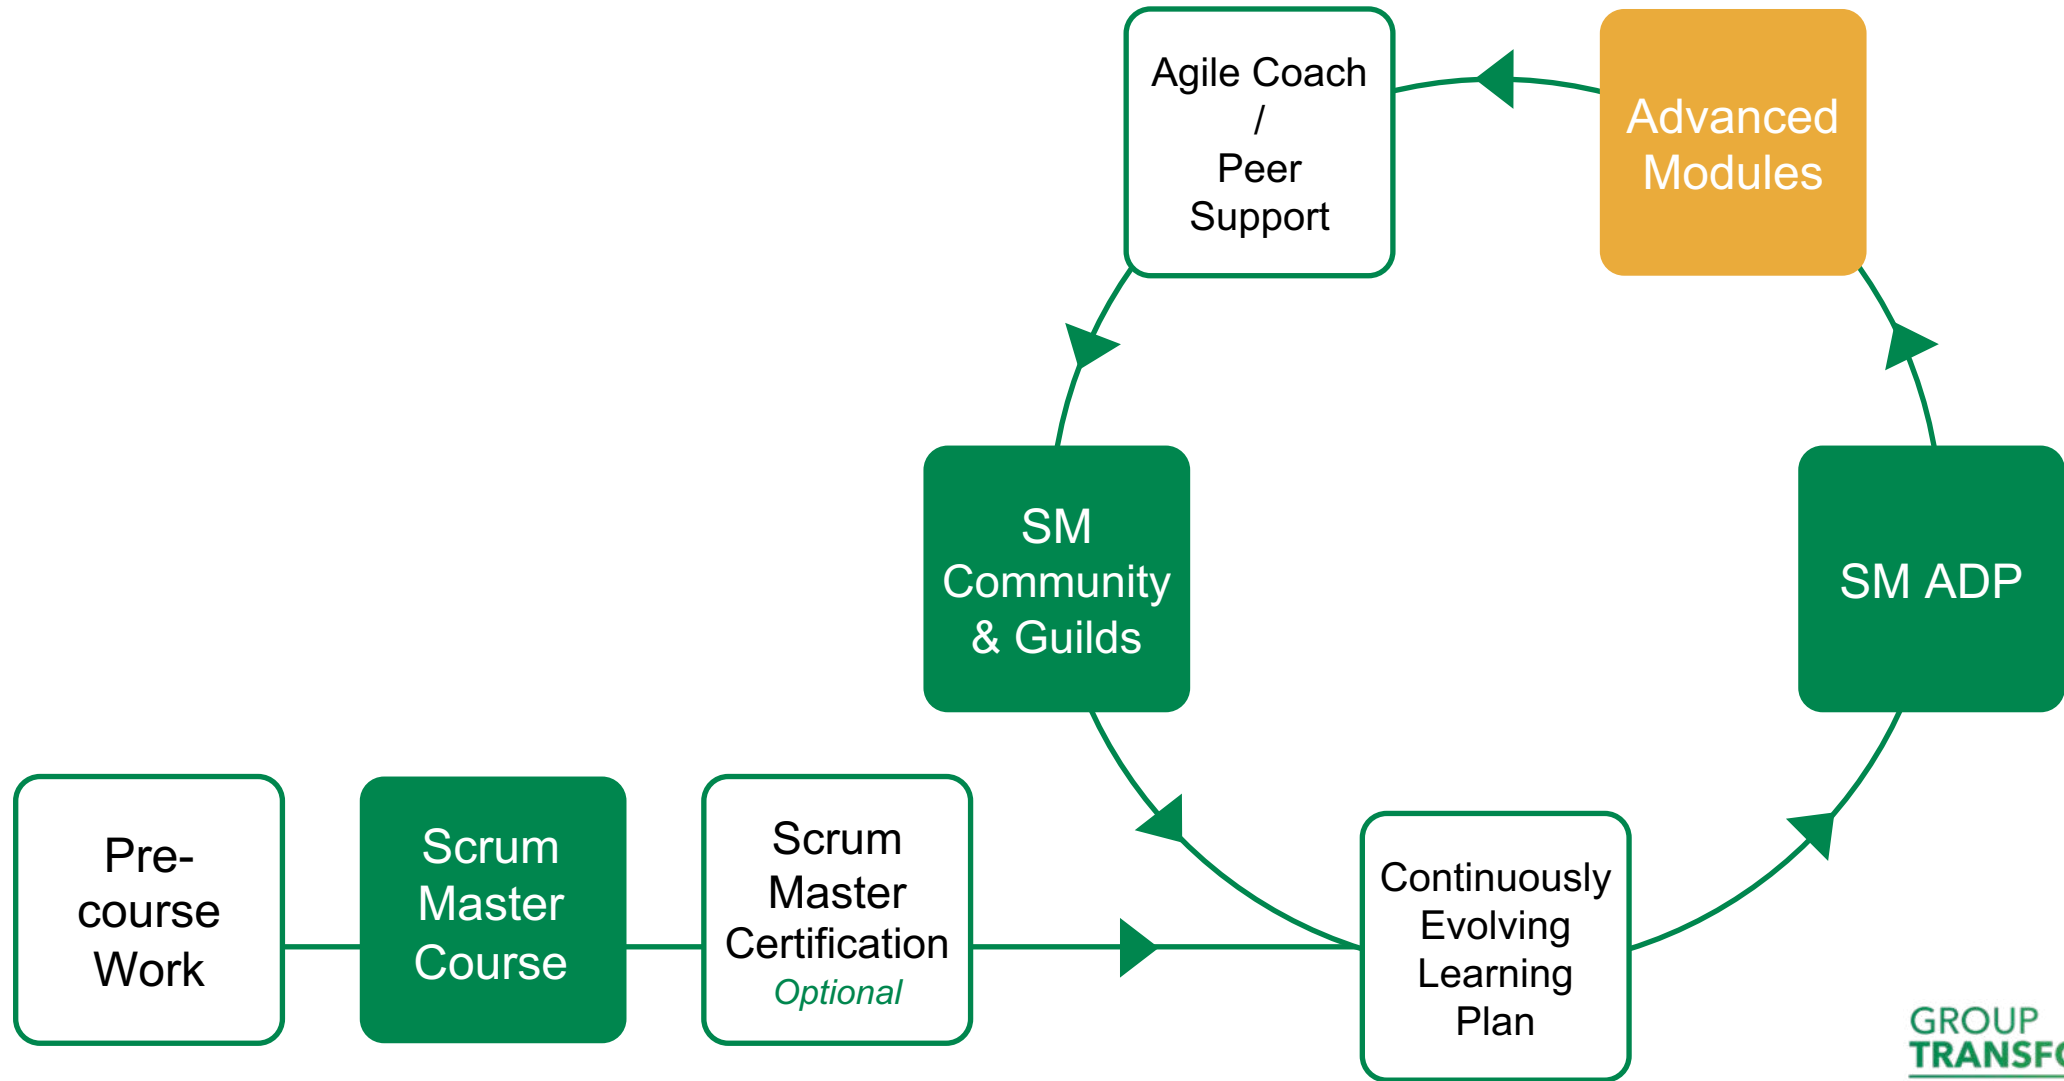 Agile Coach
/
Peer
Support
Advanced
Modules
SM
Community
& Guilds
SM ADP
Pre-
course
Work
Scrum
Master
Course
Scrum
Master
Certification
Optional
Continuously
Evolving
Learning
Plan
GROUP